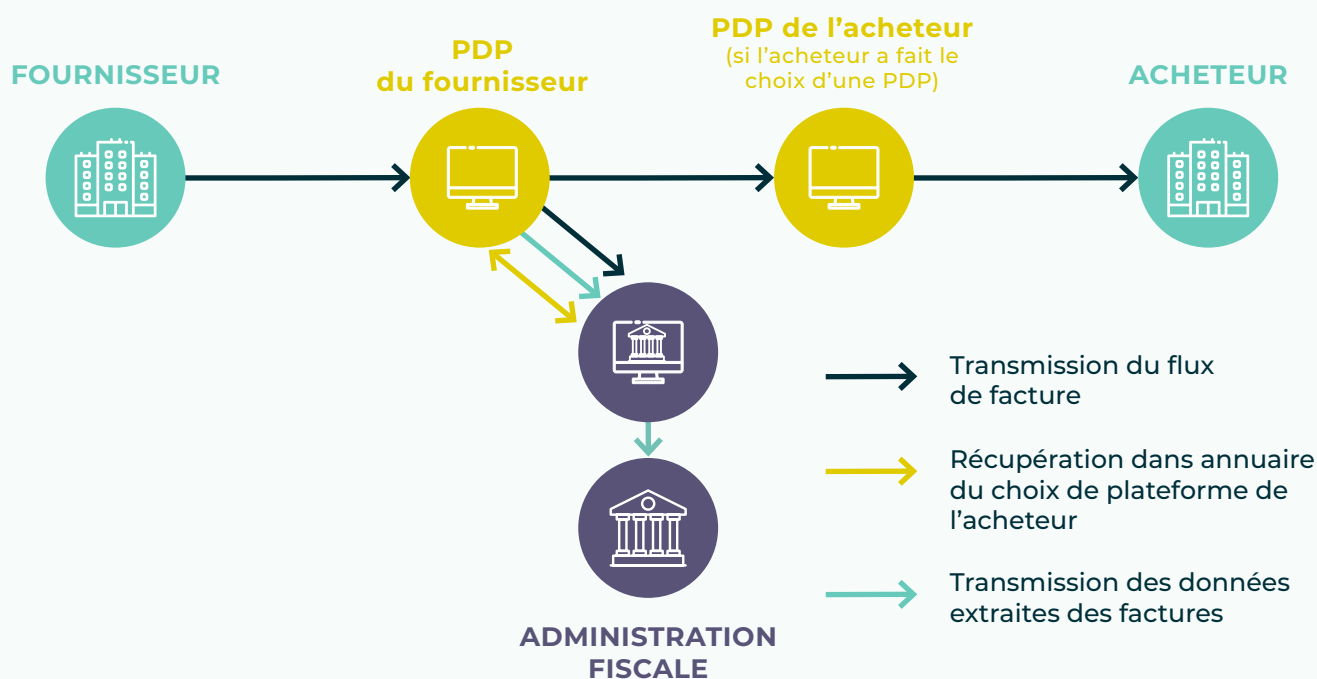 FOURNISSEUR
PDP
du fournisseur
PDP de l’acheteur
(si l’acheteur a fait le
choix d’une PDP)
ACHETEUR
Transmission du flux
de facture
Récupération dans annuaire
du choix de plateforme de
l’acheteur
Transmission des données
extraites des factures
ADMINISTRATION
FISCALE